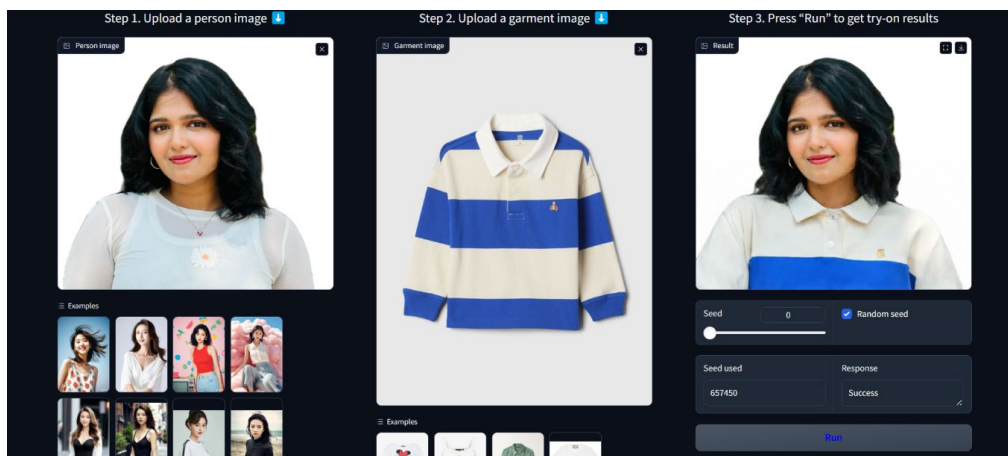 Step 1. Upload a person image ⬇️
Person image
Examples
Step 2. Upload a garment image ⬇️
Garment image
Examples
Step 3. Press “Run” to get try-on results
Result
Seed
0
Random seed
Seed used
657450
Response
Success
Run